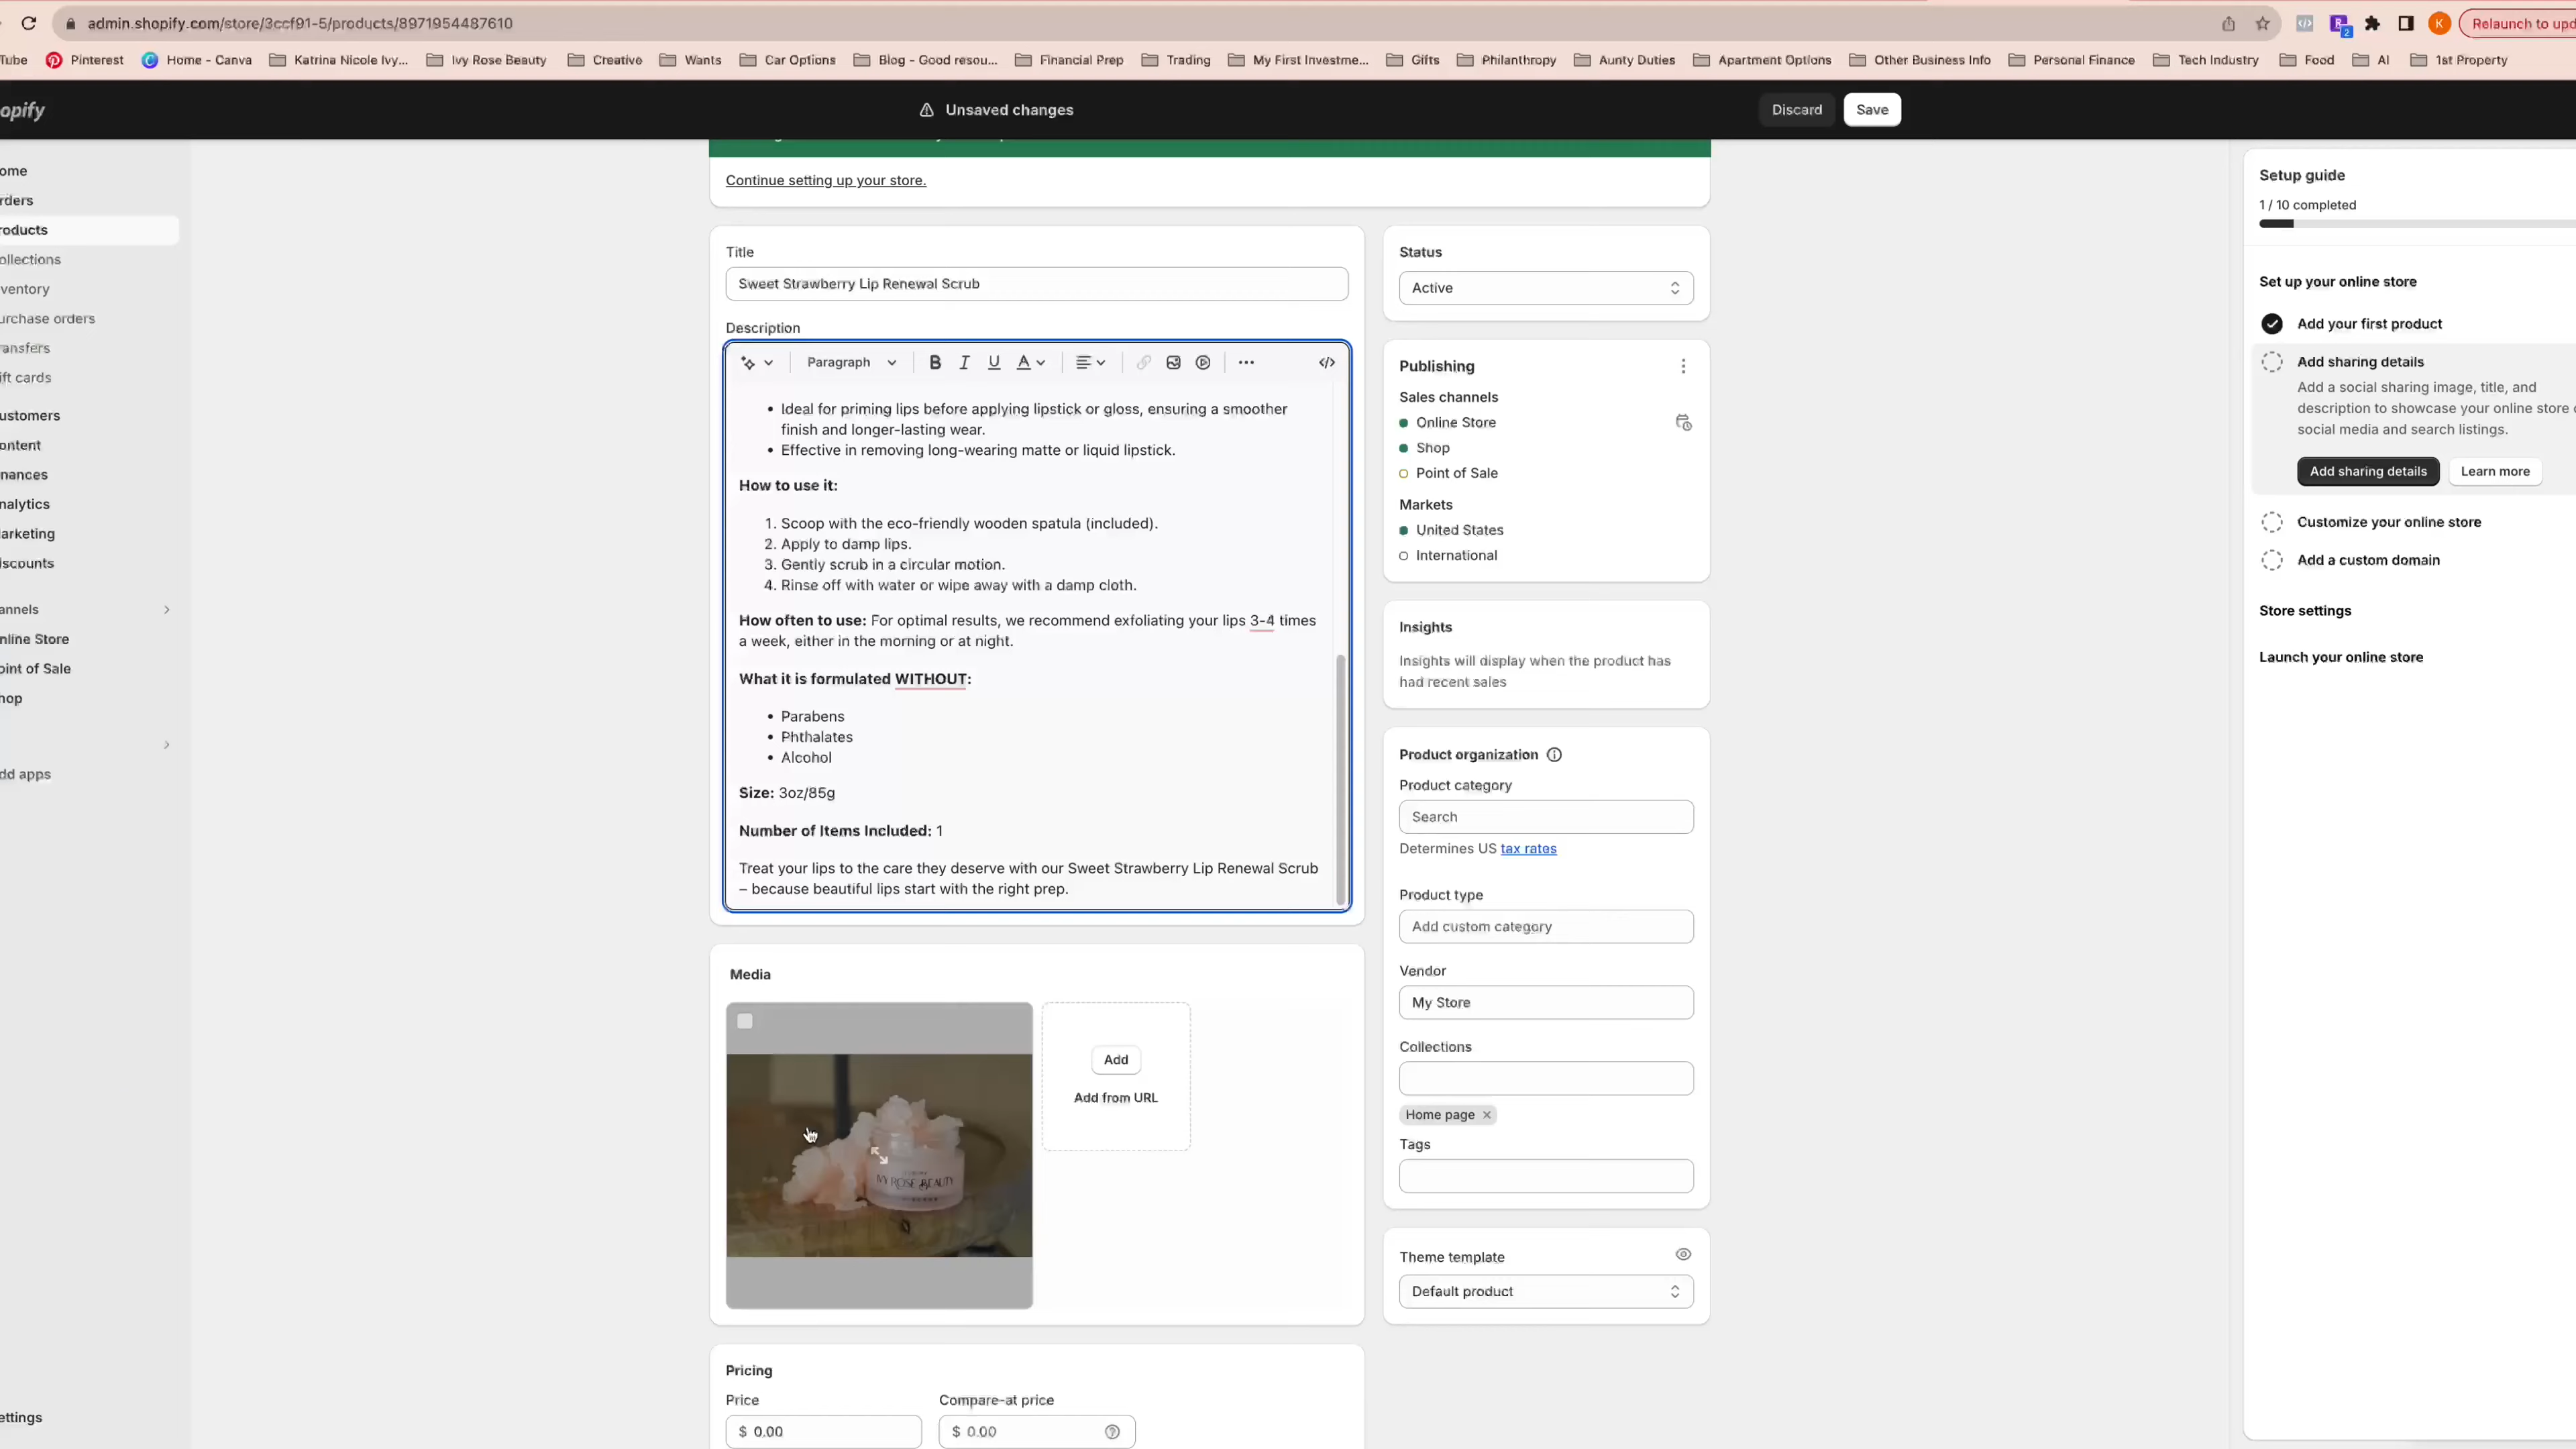 admin.shopify.com/store/3ccf91-5/products/8971954487610
Relaunch to upd
Tube
Pinterest
Home - Canva
Katrina Nicole Ivy...
Ivy Rose Beauty
Creative
Wants
Car Options
Blog - Good resou...
Financial Prep
Trading
My First Investme...
Gifts
Philanthropy
Aunty Duties
Apartment Options
Other Business Info
Personal Finance
Tech Industry
Food
AI
1st Property
opify
Unsaved changes
Discard
Save
ome
rders
roducts
ollections
ventory
urchase orders
ansfers
ift cards
ustomers
ontent
nances
nalytics
arketing
iscounts
annels
nline Store
oint of Sale
hop
dd apps
ettings
Continue setting up your store.
Title
Sweet Strawberry Lip Renewal Scrub
Description
Paragraph
B I U A
• Ideal for priming lips before applying lipstick or gloss, ensuring a smoother
finish and longer-lasting wear.
• Effective in removing long-wearing matte or liquid lipstick.
How to use it:
1. Scoop with the eco-friendly wooden spatula (included).
2. Apply to damp lips.
3. Gently scrub in a circular motion.
4. Rinse off with water or wipe away with a damp cloth.
How often to use: For optimal results, we recommend exfoliating your lips 3-4 times
a week, either in the morning or at night.
What it is formulated WITHOUT:
• Parabens
• Phthalates
• Alcohol
Size: 3oz/85g
Number of Items Included: 1
Treat your lips to the care they deserve with our Sweet Strawberry Lip Renewal Scrub
– because beautiful lips start with the right prep.
Media
IVY ROSE BEAUTY
Add
Add from URL
Pricing
Price
Compare-at price
$ 0.00
$ 0.00
Status
Active
Publishing
Sales channels
Online Store
Shop
Point of Sale
Markets
United States
International
Insights
Insights will display when the product has
had recent sales
Product organization
Product category
Search
Determines US tax rates
Product type
Add custom category
Vendor
My Store
Collections
Home page
Tags
Theme template
Default product
Setup guide
1 / 10 completed
Set up your online store
Add your first product
Add sharing details
Add a social sharing image, title, and
description to showcase your online store
social media and search listings.
Add sharing details
Learn more
Customize your online store
Add a custom domain
Store settings
Launch your online store
K
R
2